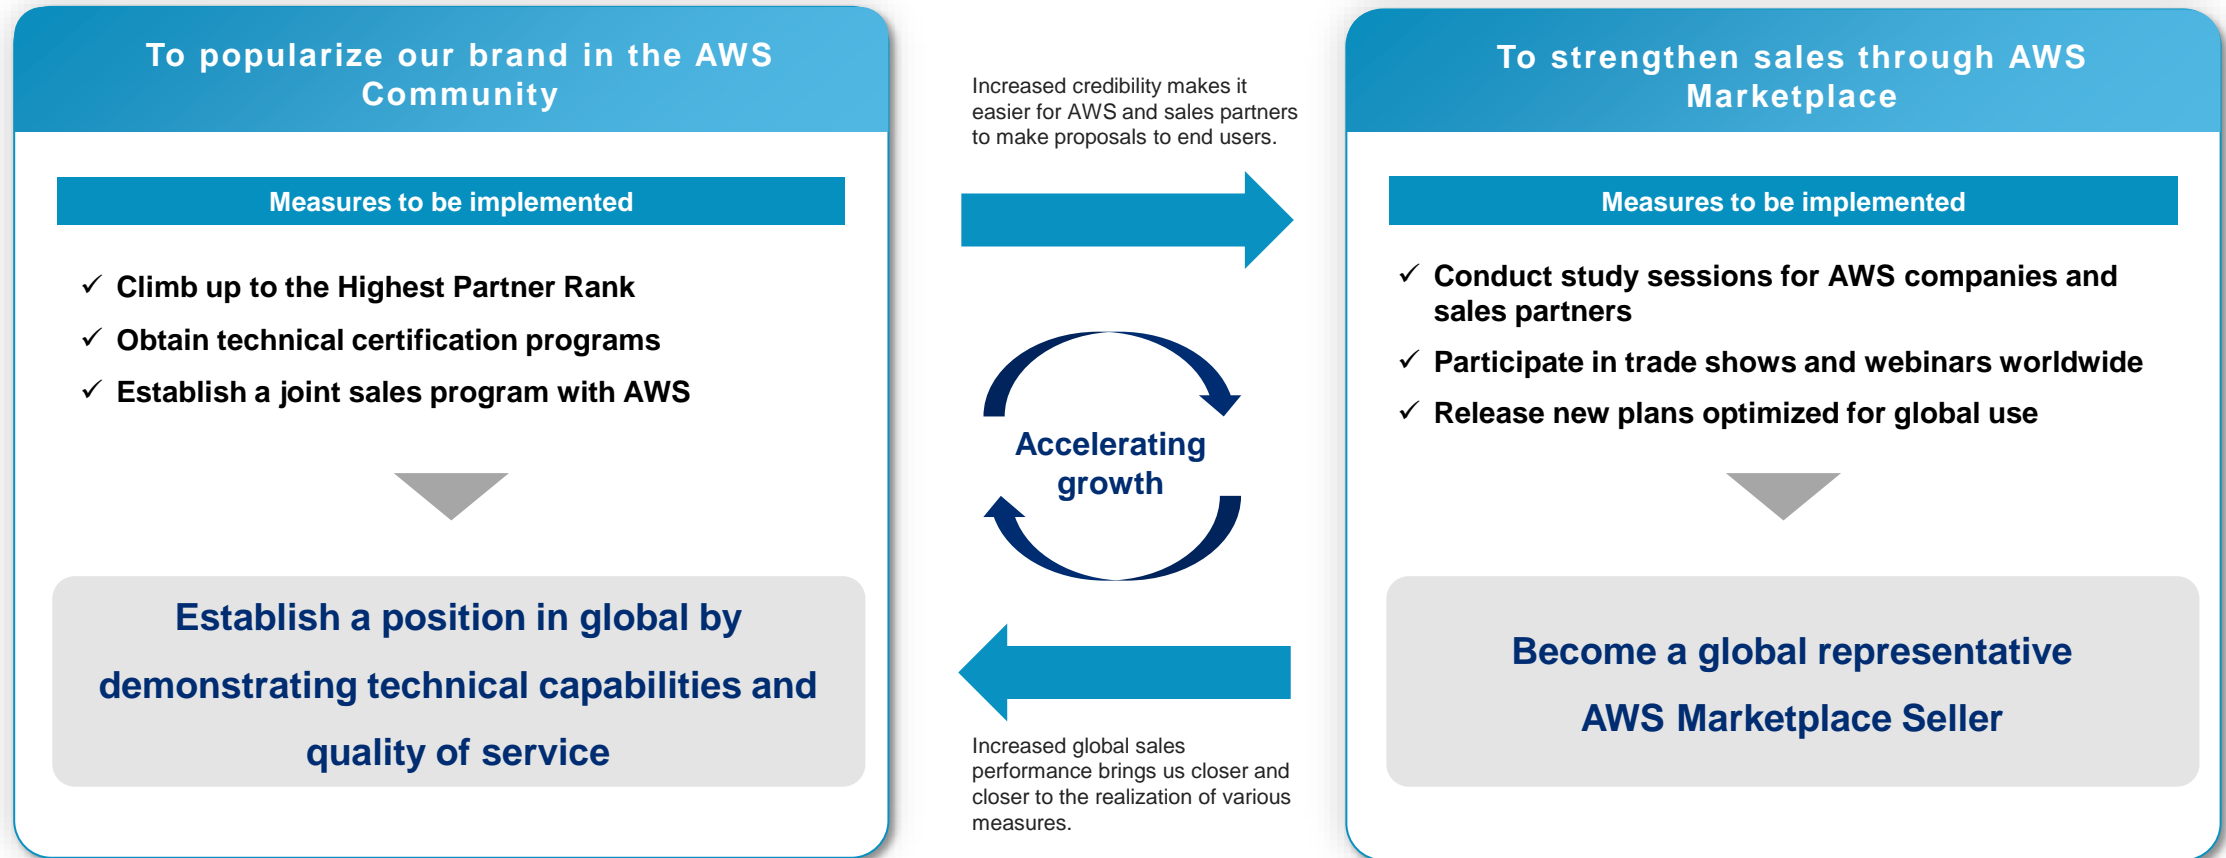 To popularize our brand in the AWS
Community
Measures to be implemented
✓ Climb up to the Highest Partner Rank
✓ Obtain technical certification programs
✓ Establish a joint sales program with AWS
Establish a position in global by
demonstrating technical capabilities and
quality of service
Increased credibility makes it
easier for AWS and sales partners
to make proposals to end users.
Accelerating
growth
Increased global sales
performance brings us closer and
closer to the realization of various
measures.
To strengthen sales through AWS
Marketplace
Measures to be implemented
✓ Conduct study sessions for AWS companies and
sales partners
✓ Participate in trade shows and webinars worldwide
✓ Release new plans optimized for global use
Become a global representative
AWS Marketplace Seller